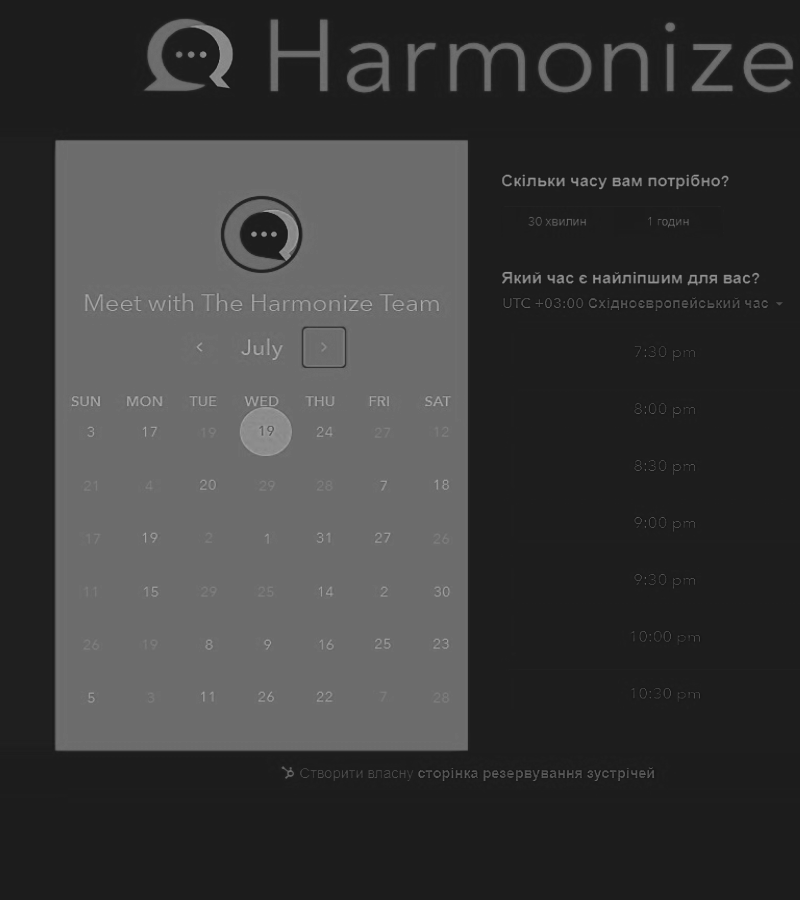 Harmonize
Meet with The Harmonize Team
July
SUN MON TUE WED THU FRI SAT
3 17 19 19 24 27 12
21 4 20 29 28 7 18
17 19 2 1 31 27 26
11 15 29 25 14 2 30
26 19 8 9 16 25 23
5 3 11 26 22 7 28
Скільки часу вам потрібно?
30 хвилин 1 годин
Який час є найліпшим для вас?
UTC +03:00 Східноєвропейський час
7:30 pm
8:00 pm
8:30 pm
9:00 pm
9:30 pm
10:00 pm
10:30 pm
Створити власну сторінка резервування зустрічей